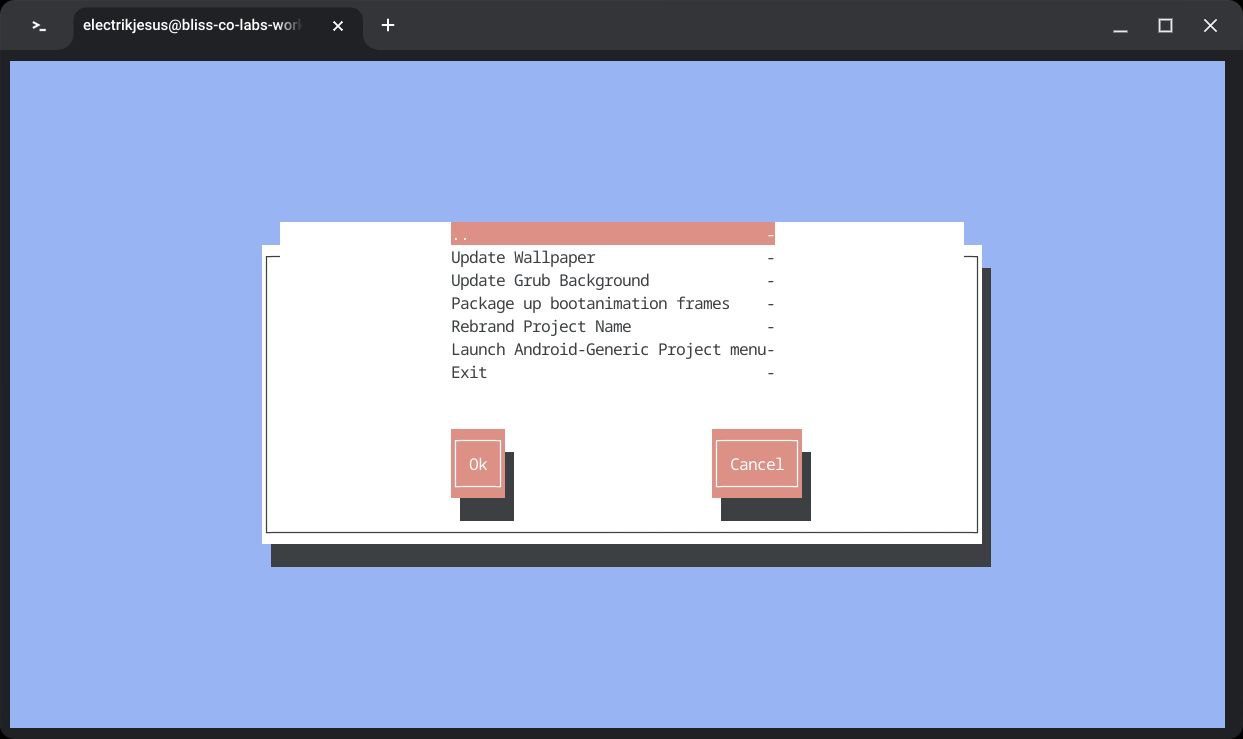 >_ electrikjesus@bliss-co-labs-wor
.. -
Update Wallpaper -
Update Grub Background -
Package up bootanimation frames -
Rebrand Project Name -
Launch Android-Generic Project menu-
Exit -
Ok Cancel